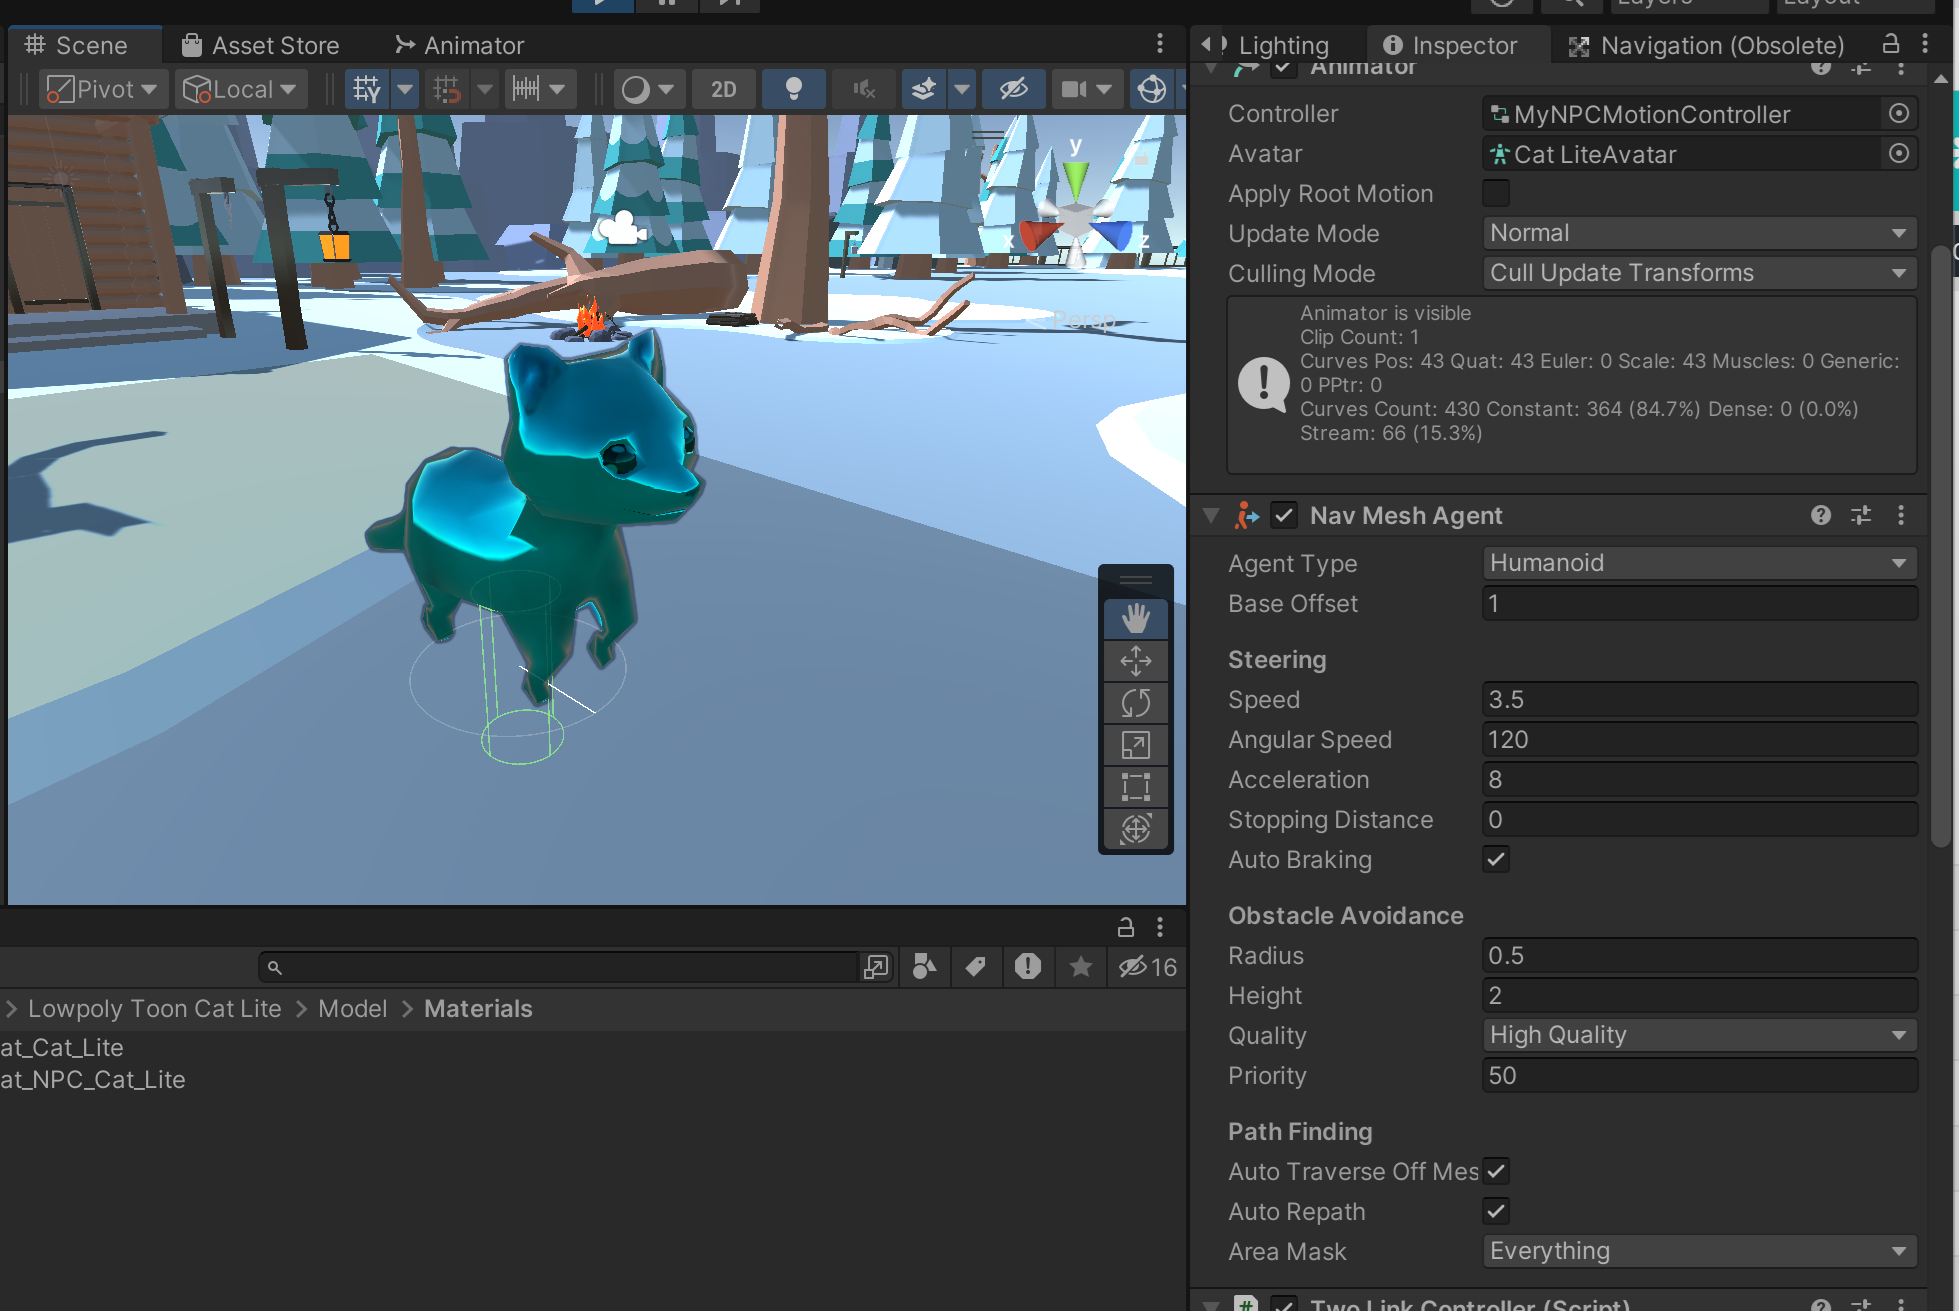 Layers
Layout
Scene
Asset Store
Animator
Lighting
Inspector
Navigation (Obsolete)
Pivot
Local
2D
y
x
z
Persp
Animator
Controller
MyNPCMotionController
Avatar
Cat LiteAvatar
Apply Root Motion
Update Mode
Normal
Culling Mode
Cull Update Transforms
Animator is visible
Clip Count: 1
Curves Pos: 43 Quat: 43 Euler: 0 Scale: 43 Muscles: 0 Generic:
0 PPtr: 0
Curves Count: 430 Constant: 364 (84.7%) Dense: 0 (0.0%)
Stream: 66 (15.3%)
Nav Mesh Agent
Agent Type
Humanoid
Base Offset
1
Steering
Speed
3.5
Angular Speed
120
Acceleration
8
Stopping Distance
0
Auto Braking
Obstacle Avoidance
Radius
0.5
Height
2
Quality
High Quality
Priority
50
Path Finding
Auto Traverse Off Mes
Auto Repath
Area Mask
Everything
Two Link Controller (Script)
16
> Lowpoly Toon Cat Lite > Model > Materials
at_Cat_Lite
at_NPC_Cat_Lite